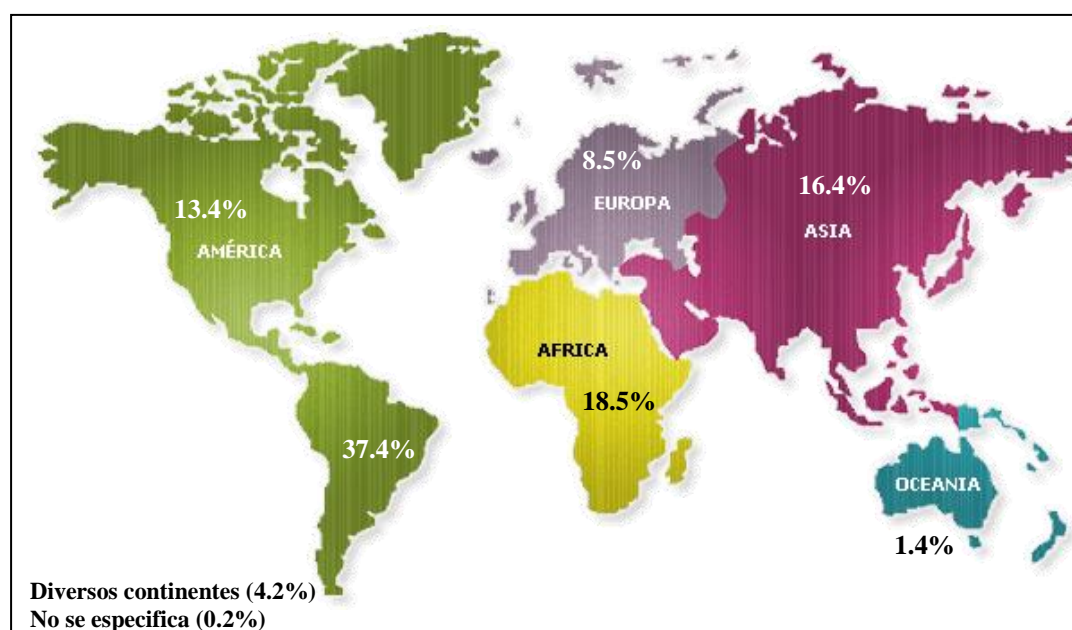 8.5%
EUROPA
16.4%
ASIA
13.4%
AMÉRICA
AFRICA
18.5%
37.4%
OCEANIA
1.4%
Diversos continentes (4.2%)
No se especifica (0.2%)